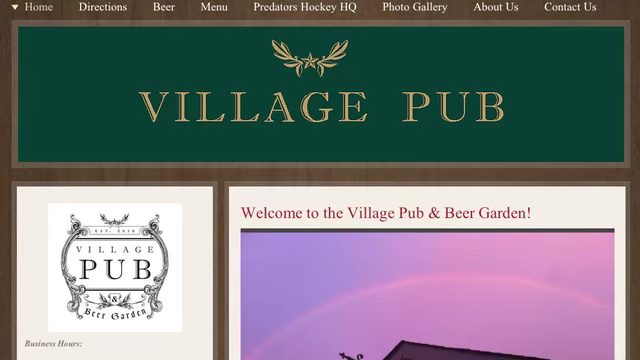 Home Directions Beer Menu Predators Hockey HQ Photo Gallery About Us Contact Us
VILLAGE PUB
Welcome to the Village Pub & Beer Garden!
EST. 2010
VILLAGE
PUB
&
Beer Garden
Business Hours: